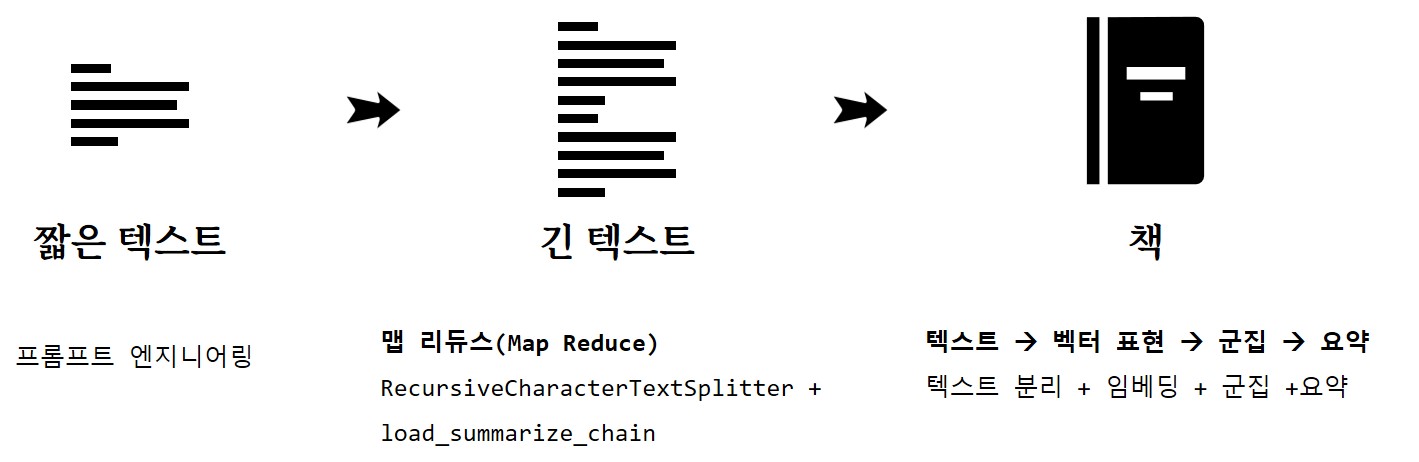 짧은 텍스트
긴 텍스트
책
프롬프트 엔지니어링
맵 리듀스(Map Reduce)
RecursiveCharacterTextSplitter +
load_summarize_chain
텍스트 → 벡터 표현 → 군집 → 요약
텍스트 분리 + 임베딩 + 군집 +요약